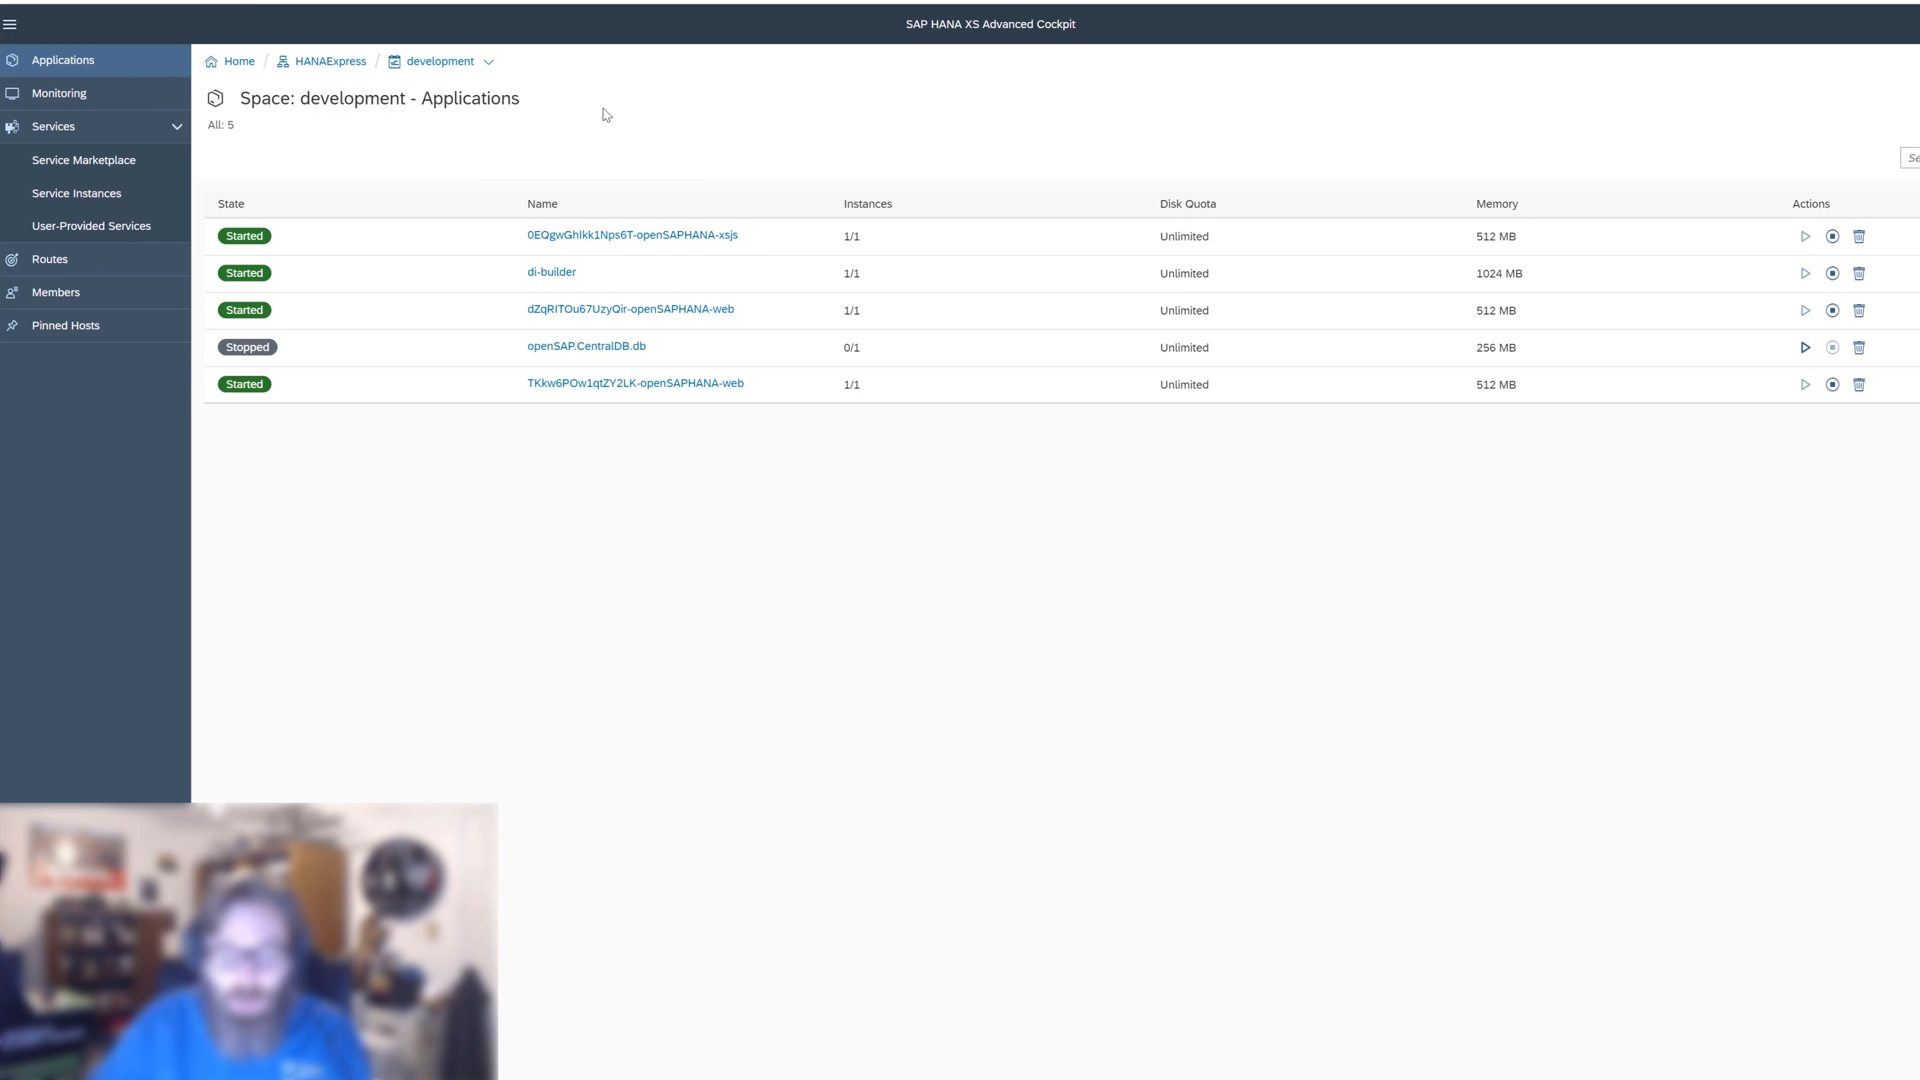 SAP HANA XS Advanced Cockpit
Applications
Monitoring
Services
Service Marketplace
Service Instances
User-Provided Services
Routes
Members
Pinned Hosts
Home / HANAExpress / development
Space: development - Applications
All: 5
Se
State Name Instances Disk Quota Memory Actions
Started 0EQgwGhIkk1Nps6T-openSAPHANA-xsjs 1/1 Unlimited 512 MB
Started di-builder 1/1 Unlimited 1024 MB
Started dZqRITOu67UzyQir-openSAPHANA-web 1/1 Unlimited 512 MB
Stopped openSAP.CentralDB.db 0/1 Unlimited 256 MB
Started TKkw6POw1qtZY2LK-openSAPHANA-web 1/1 Unlimited 512 MB